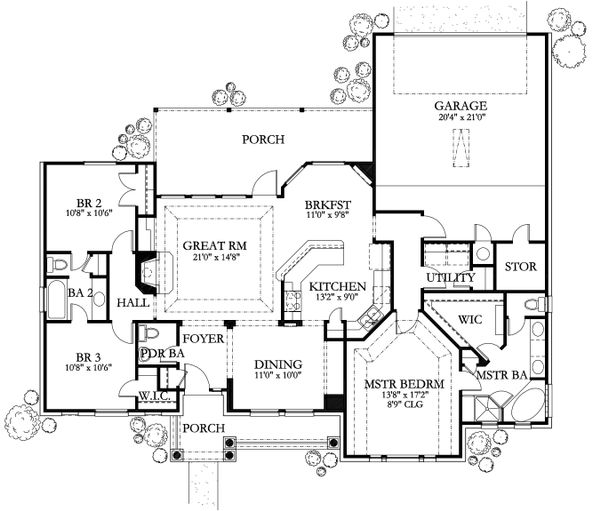 GARAGE
20'4" x 21'0"
PORCH
BR 2
10'8" x 10'6"
BRKFST
11'0" x 9'8"
GREAT RM
21'0" x 14'8"
STOR
UTILITY
BA 2
KITCHEN
13'2" x 9'0"
HALL
WIC
FOYER
PDR BA
BR 3
10'8" x 10'6"
DINING
11'0" x 10'0"
MSTR BA
MSTR BEDRM
13'8" x 17'2"
8'9" CLG
W.I.C.
PORCH